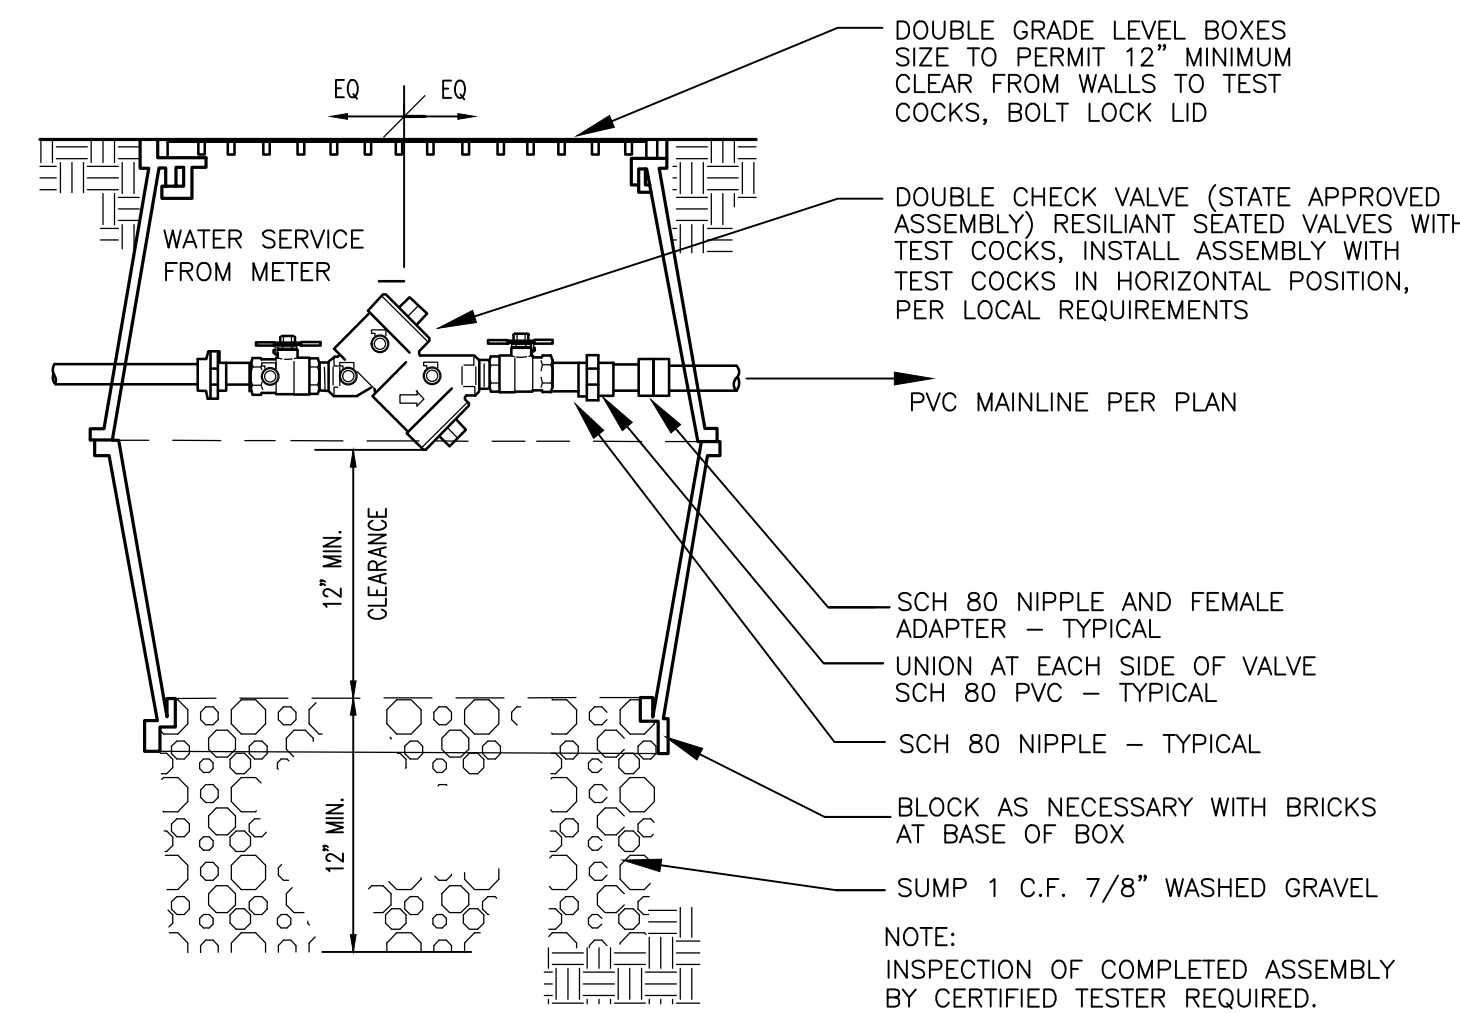 DOUBLE GRADE LEVEL BOXES
SIZE TO PERMIT 12” MINIMUM
CLEAR FROM WALLS TO TEST
COCKS, BOLT LOCK LID
EQ EQ
DOUBLE CHECK VALVE (STATE APPROVED
ASSEMBLY) RESILIANT SEATED VALVES WITH
TEST COCKS, INSTALL ASSEMBLY WITH
TEST COCKS IN HORIZONTAL POSITION,
PER LOCAL REQUIREMENTS
WATER SERVICE
FROM METER
PVC MAINLINE PER PLAN
12” MIN.
CLEARANCE
SCH 80 NIPPLE AND FEMALE
ADAPTER – TYPICAL
UNION AT EACH SIDE OF VALVE
SCH 80 PVC – TYPICAL
SCH 80 NIPPLE – TYPICAL
12” MIN.
BLOCK AS NECESSARY WITH BRICKS
AT BASE OF BOX
SUMP 1 C.F. 7/8” WASHED GRAVEL
NOTE:
INSPECTION OF COMPLETED ASSEMBLY
BY CERTIFIED TESTER REQUIRED.